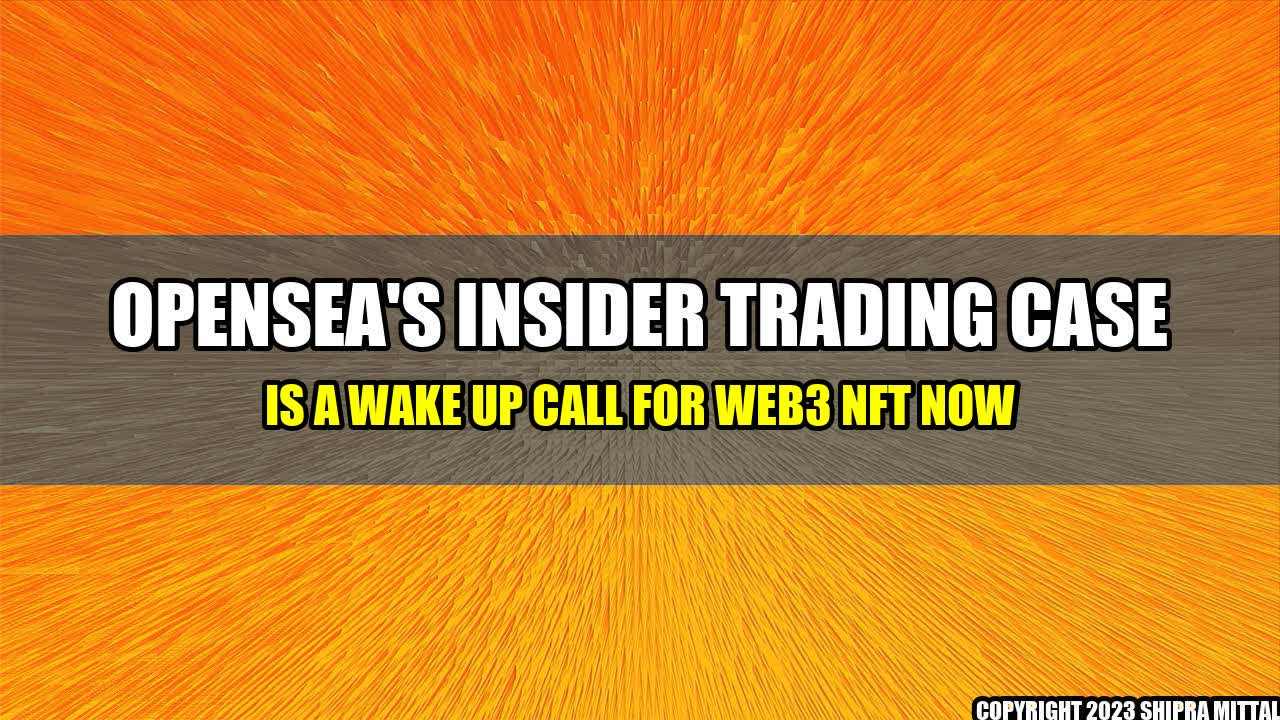 OPENSEA'S INSIDER TRADING CASE
IS A WAKE UP CALL FOR WEB3 NFT NOW
COPYRIGHT 2023 SHIPRA MITTAL